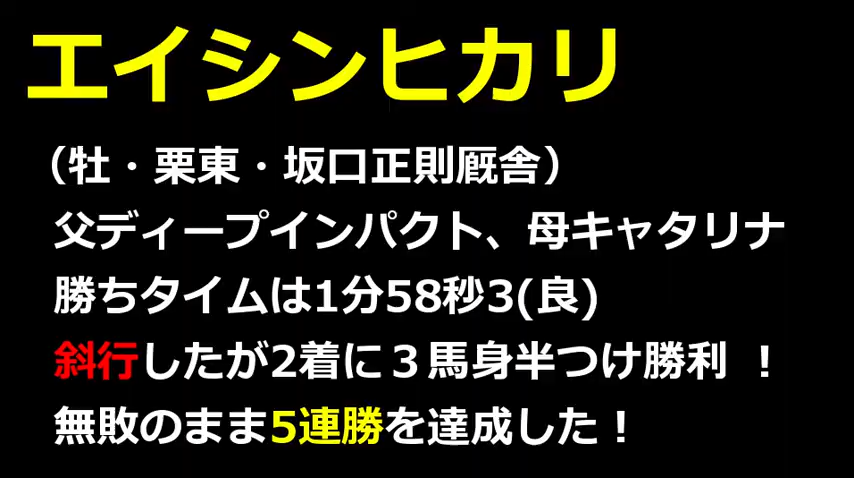 エイシンヒカリ
（牡・栗東・坂口正則厩舎）
父ディープインパクト、母キャタリナ
勝ちタイムは1分58秒3(良)
斜行したが2着に３馬身半つけ勝利 ！
無敗のまま5連勝を達成した！